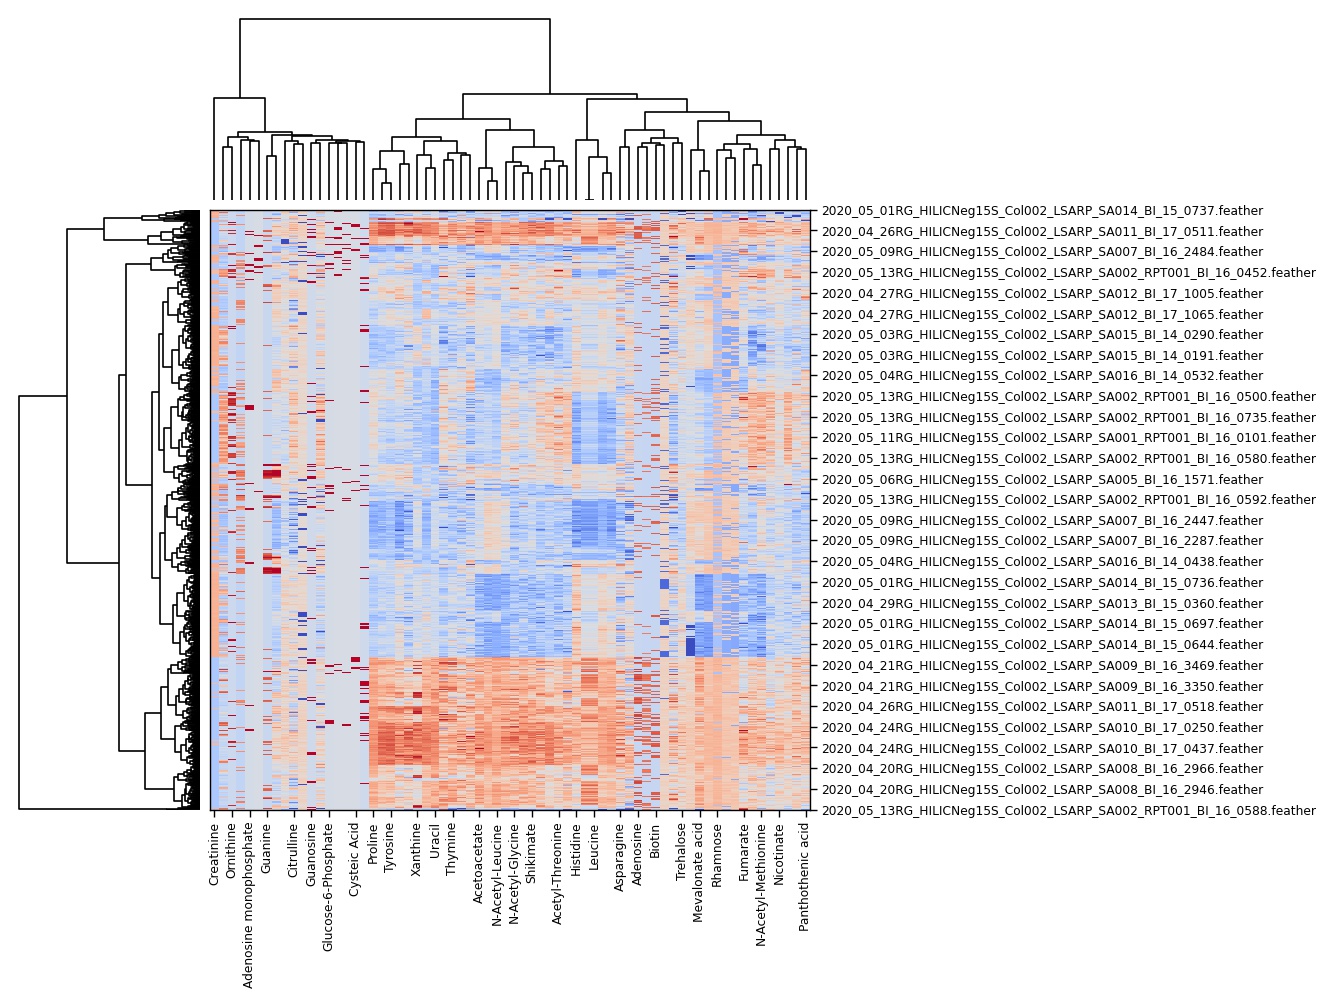 2020_05_01RG_HILICNeg15S_Col002_LSARP_SA014_BI_15_0737.feather
2020_04_26RG_HILICNeg15S_Col002_LSARP_SA011_BI_17_0511.feather
2020_05_09RG_HILICNeg15S_Col002_LSARP_SA007_BI_16_2484.feather
2020_05_13RG_HILICNeg15S_Col002_LSARP_SA002_RPT001_BI_16_0452.feather
2020_04_27RG_HILICNeg15S_Col002_LSARP_SA012_BI_17_1005.feather
2020_04_27RG_HILICNeg15S_Col002_LSARP_SA012_BI_17_1065.feather
2020_05_03RG_HILICNeg15S_Col002_LSARP_SA015_BI_14_0290.feather
2020_05_03RG_HILICNeg15S_Col002_LSARP_SA015_BI_14_0191.feather
2020_05_04RG_HILICNeg15S_Col002_LSARP_SA016_BI_14_0532.feather
2020_05_13RG_HILICNeg15S_Col002_LSARP_SA002_RPT001_BI_16_0500.feather
2020_05_13RG_HILICNeg15S_Col002_LSARP_SA002_RPT001_BI_16_0735.feather
2020_05_11RG_HILICNeg15S_Col002_LSARP_SA001_RPT001_BI_16_0101.feather
2020_05_13RG_HILICNeg15S_Col002_LSARP_SA002_RPT001_BI_16_0580.feather
2020_05_06RG_HILICNeg15S_Col002_LSARP_SA005_BI_16_1571.feather
2020_05_13RG_HILICNeg15S_Col002_LSARP_SA002_RPT001_BI_16_0592.feather
2020_05_09RG_HILICNeg15S_Col002_LSARP_SA007_BI_16_2447.feather
2020_05_09RG_HILICNeg15S_Col002_LSARP_SA007_BI_16_2287.feather
2020_05_04RG_HILICNeg15S_Col002_LSARP_SA016_BI_14_0438.feather
2020_05_01RG_HILICNeg15S_Col002_LSARP_SA014_BI_15_0736.feather
2020_04_29RG_HILICNeg15S_Col002_LSARP_SA013_BI_15_0360.feather
2020_05_01RG_HILICNeg15S_Col002_LSARP_SA014_BI_15_0697.feather
2020_05_01RG_HILICNeg15S_Col002_LSARP_SA014_BI_15_0644.feather
2020_04_21RG_HILICNeg15S_Col002_LSARP_SA009_BI_16_3469.feather
2020_04_21RG_HILICNeg15S_Col002_LSARP_SA009_BI_16_3350.feather
2020_04_26RG_HILICNeg15S_Col002_LSARP_SA011_BI_17_0518.feather
2020_04_24RG_HILICNeg15S_Col002_LSARP_SA010_BI_17_0250.feather
2020_04_24RG_HILICNeg15S_Col002_LSARP_SA010_BI_17_0437.feather
2020_04_20RG_HILICNeg15S_Col002_LSARP_SA008_BI_16_2966.feather
2020_04_20RG_HILICNeg15S_Col002_LSARP_SA008_BI_16_2946.feather
2020_05_13RG_HILICNeg15S_Col002_LSARP_SA002_RPT001_BI_16_0588.feather
Creatinine
Ornithine
Adenosine monophosphate
Guanine
Citrulline
Guanosine
Glucose-6-Phosphate
Cysteic Acid
Proline
Tyrosine
Xanthine
Uracil
Thymine
Acetoacetate
N-Acetyl-Leucine
N-Acetyl-Glycine
Shikimate
Acetyl-Threonine
Histidine
Leucine
Asparagine
Adenosine
Biotin
Trehalose
Mevalonate acid
Rhamnose
Fumarate
N-Acetyl-Methionine
Nicotinate
Panthothenic acid